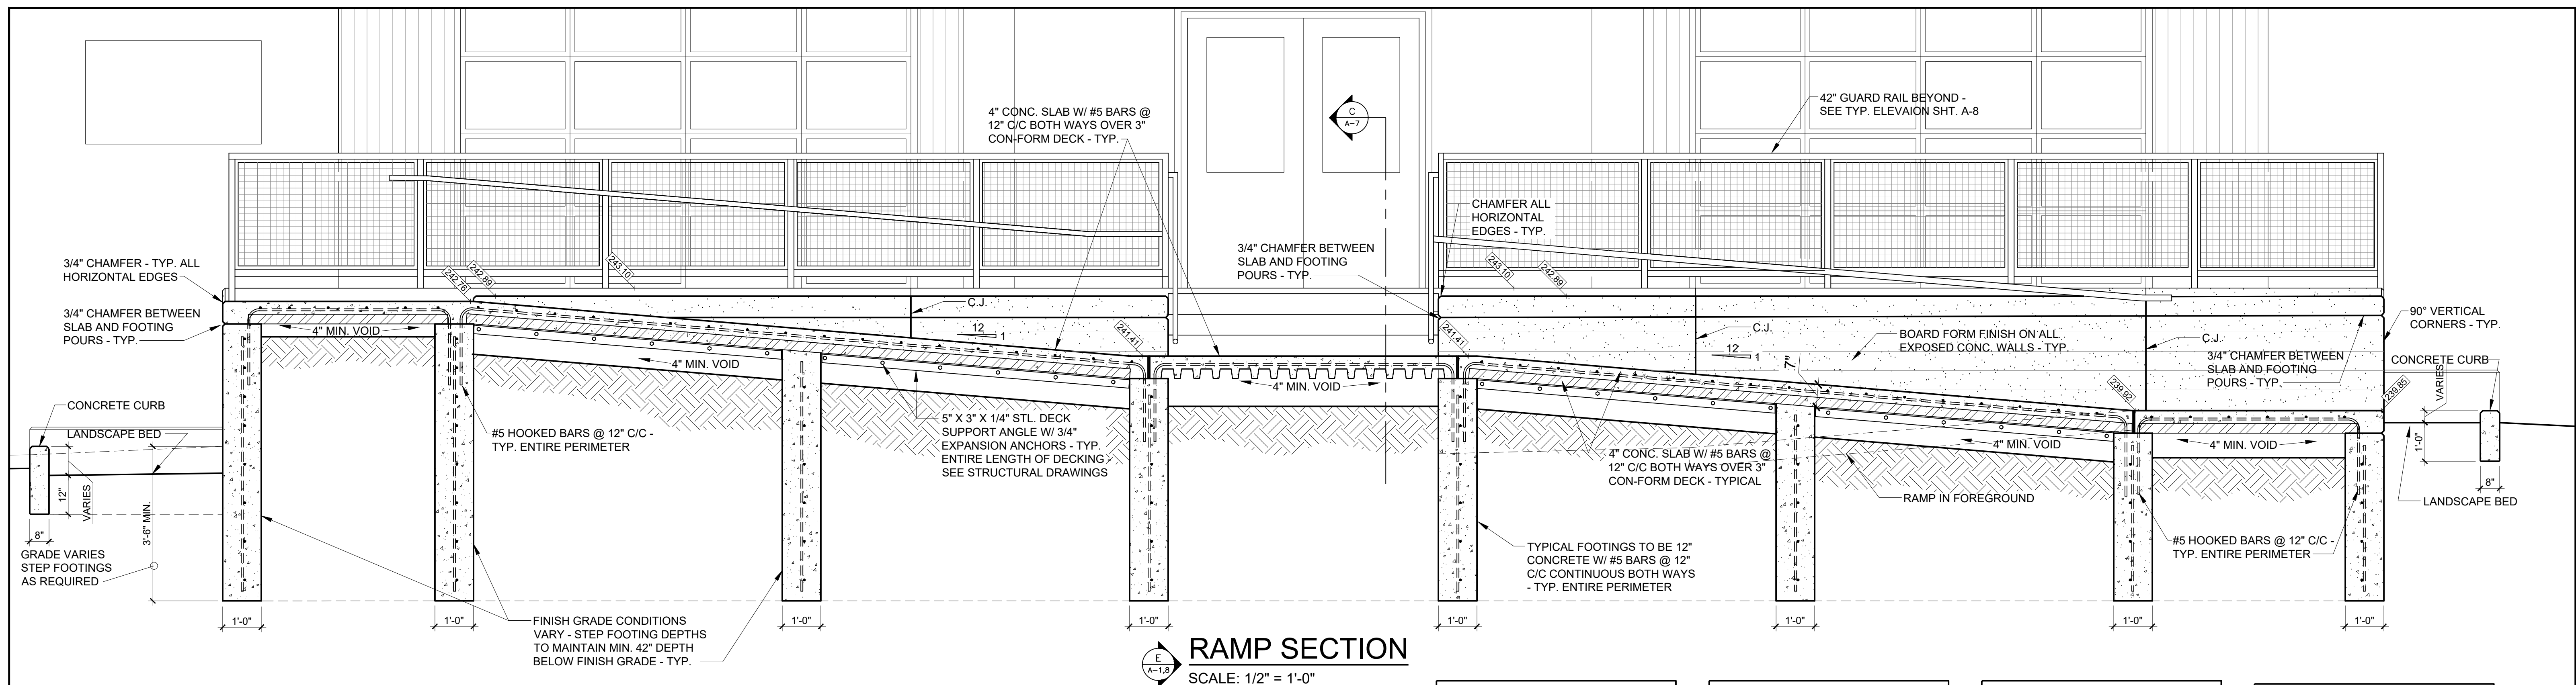 C
A-7
42" GUARD RAIL BEYOND -
SEE TYP. ELEVAION SHT. A-8
4" CONC. SLAB W/ #5 BARS @
12" C/C BOTH WAYS OVER 3"
CON-FORM DECK - TYP.
CHAMFER ALL
HORIZONTAL
EDGES - TYP.
3/4" CHAMFER BETWEEN
SLAB AND FOOTING
POURS - TYP.
3/4" CHAMFER - TYP. ALL
HORIZONTAL EDGES
3/4" CHAMFER BETWEEN
SLAB AND FOOTING
POURS - TYP.
242.76
242.89
243.10
243.10
242.89
C.J.
12
1
241.41
241.41
C.J.
12
1
7"
BOARD FORM FINISH ON ALL
EXPOSED CONC. WALLS - TYP.
C.J.
90° VERTICAL
CORNERS - TYP.
3/4" CHAMFER BETWEEN
SLAB AND FOOTING
POURS - TYP.
CONCRETE CURB
VARIES
239.92
239.85
4" MIN. VOID
4" MIN. VOID
4" MIN. VOID
4" MIN. VOID
4" MIN. VOID
CONCRETE CURB
LANDSCAPE BED
12"
VARIES
3'-6" MIN.
8"
GRADE VARIES
STEP FOOTINGS
AS REQUIRED
#5 HOOKED BARS @ 12" C/C -
TYP. ENTIRE PERIMETER
5" X 3" X 1/4" STL. DECK
SUPPORT ANGLE W/ 3/4"
EXPANSION ANCHORS - TYP.
ENTIRE LENGTH OF DECKING -
SEE STRUCTURAL DRAWINGS
4" CONC. SLAB W/ #5 BARS @
12" C/C BOTH WAYS OVER 3"
CON-FORM DECK - TYPICAL
RAMP IN FOREGROUND
1'-0"
8"
LANDSCAPE BED
#5 HOOKED BARS @ 12" C/C -
TYP. ENTIRE PERIMETER
TYPICAL FOOTINGS TO BE 12"
CONCRETE W/ #5 BARS @ 12"
C/C CONTINUOUS BOTH WAYS
- TYP. ENTIRE PERIMETER
FINISH GRADE CONDITIONS
VARY - STEP FOOTING DEPTHS
TO MAINTAIN MIN. 42" DEPTH
BELOW FINISH GRADE - TYP.
1'-0"
1'-0"
1'-0"
1'-0"
1'-0"
1'-0"
1'-0"
1'-0"
E
A-1,8
RAMP SECTION
SCALE: 1/2" = 1'-0"